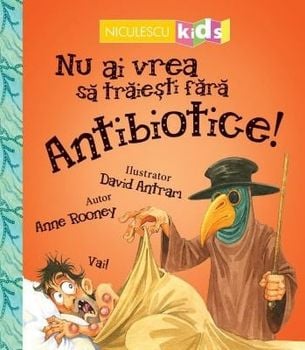 NICULESCU kids
Nu ai vrea
să trăiești fără
Antibiotice!
Ilustrator
David Antram
Autor
Anne Rooney
Vai!